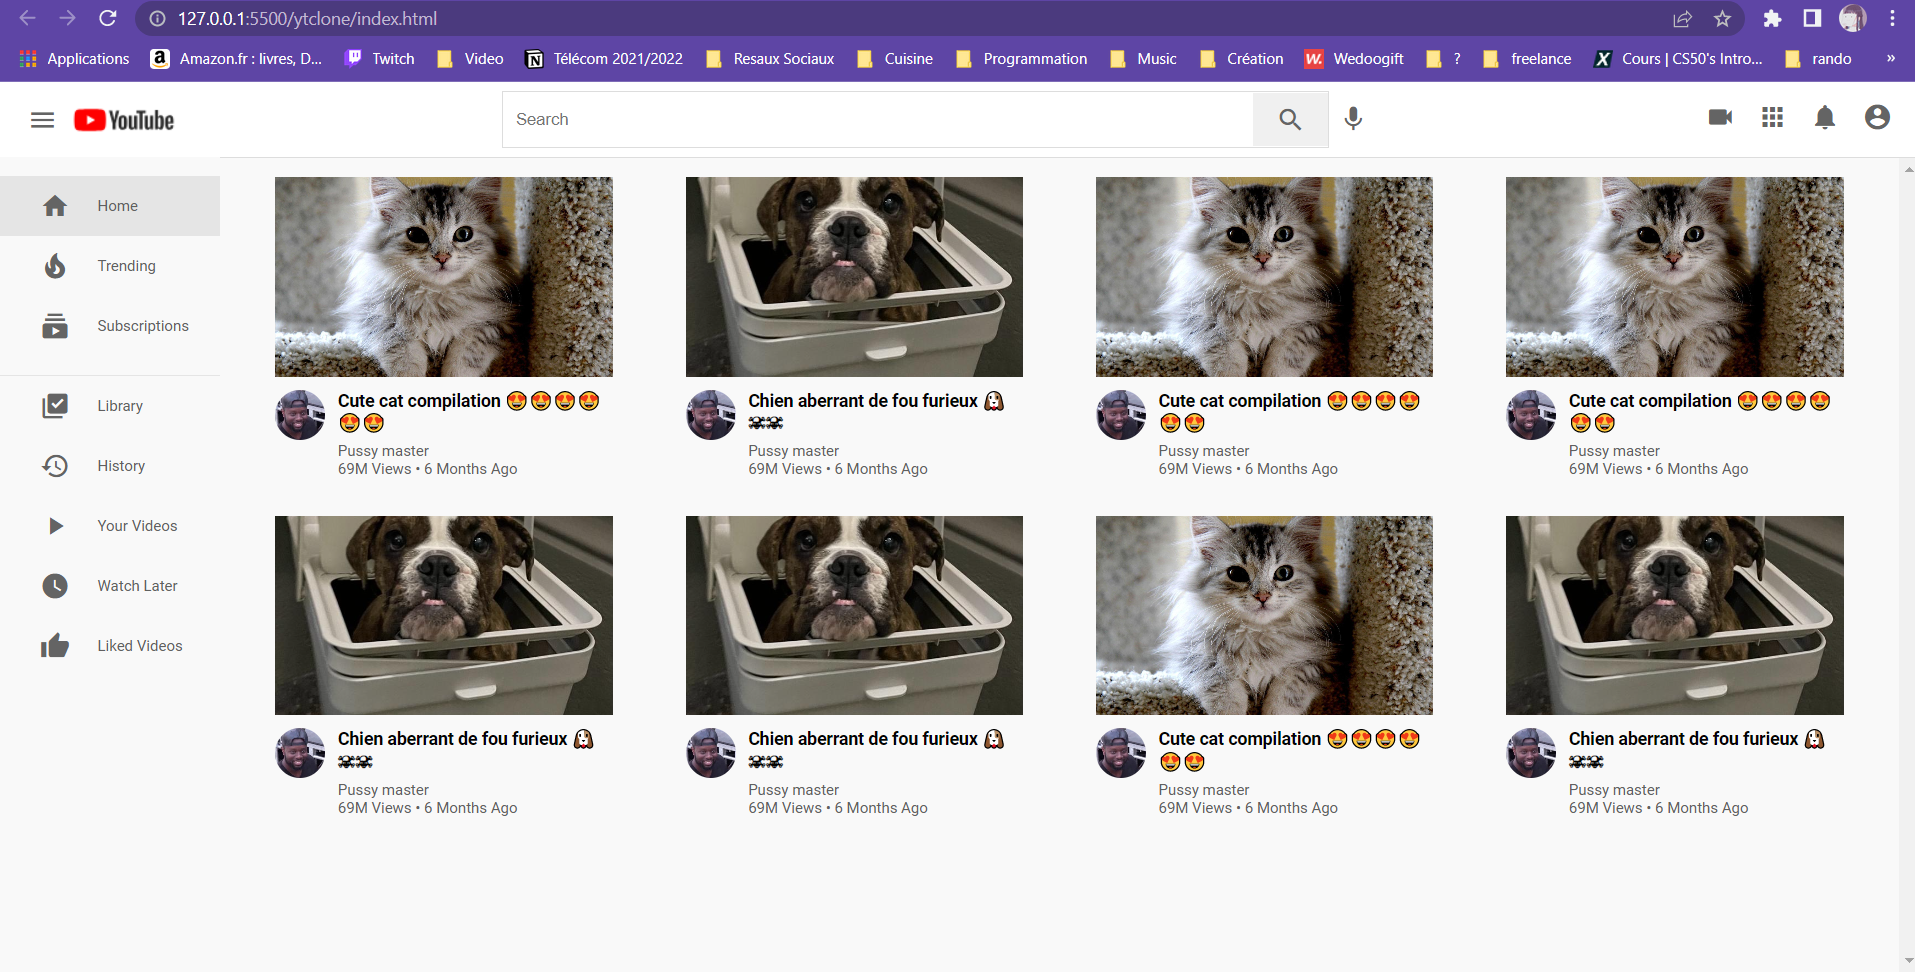 127.0.0.1:5500/ytclone/index.html
Applications Amazon.fr : livres, D... Twitch Video Télécom 2021/2022 Resaux Sociaux Cuisine Programmation Music Création Wedoogift ? freelance Cours | CS50's Intro... rando »
YouTube Search
Home
Trending
Subscriptions
Library
History
Your Videos
Watch Later
Liked Videos
Cute cat compilation 😍😍😍😍
😍😍
Pussy master
69M Views • 6 Months Ago
Chien aberrant de fou furieux 🐶
☠☠
Pussy master
69M Views • 6 Months Ago
Cute cat compilation 😍😍😍😍
😍😍
Pussy master
69M Views • 6 Months Ago
Cute cat compilation 😍😍😍😍
😍😍
Pussy master
69M Views • 6 Months Ago
Chien aberrant de fou furieux 🐶
☠☠
Pussy master
69M Views • 6 Months Ago
Chien aberrant de fou furieux 🐶
☠☠
Pussy master
69M Views • 6 Months Ago
Cute cat compilation 😍😍😍😍
😍😍
Pussy master
69M Views • 6 Months Ago
Chien aberrant de fou furieux 🐶
☠☠
Pussy master
69M Views • 6 Months Ago